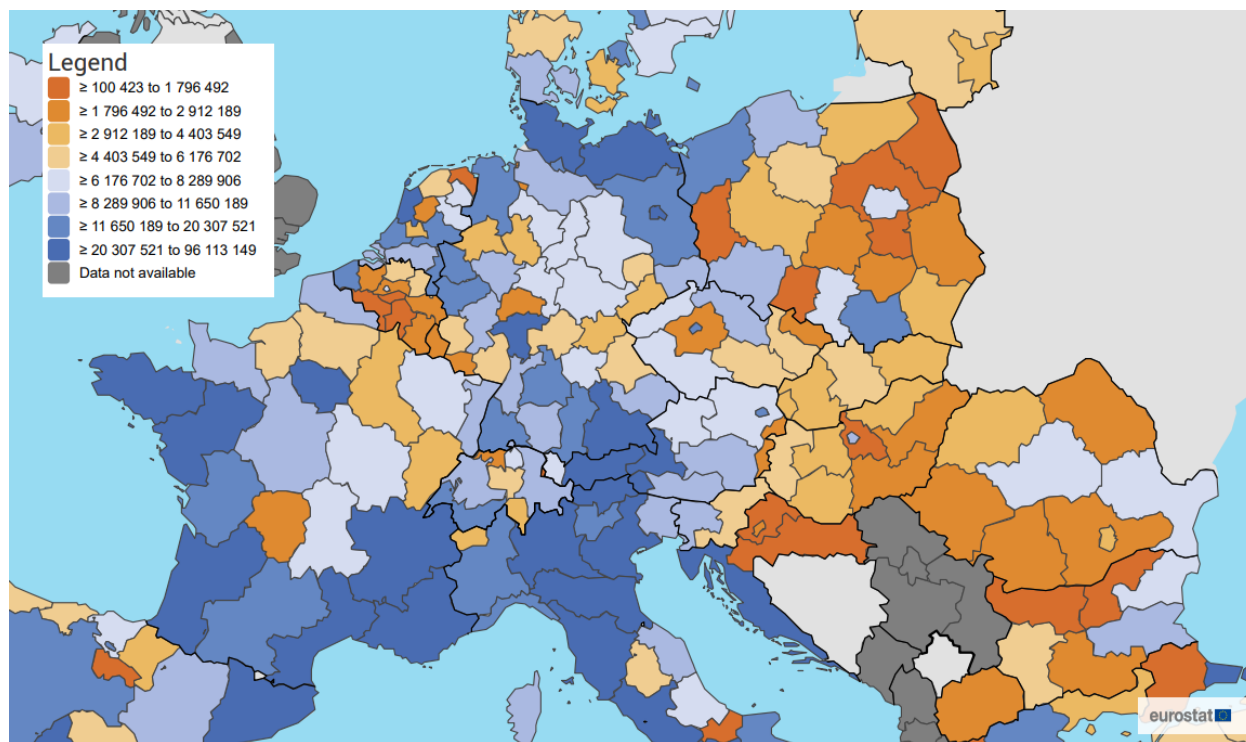 Legend
≥ 100 423 to 1 796 492
≥ 1 796 492 to 2 912 189
≥ 2 912 189 to 4 403 549
≥ 4 403 549 to 6 176 702
≥ 6 176 702 to 8 289 906
≥ 8 289 906 to 11 650 189
≥ 11 650 189 to 20 307 521
≥ 20 307 521 to 96 113 149
Data not available
eurostat